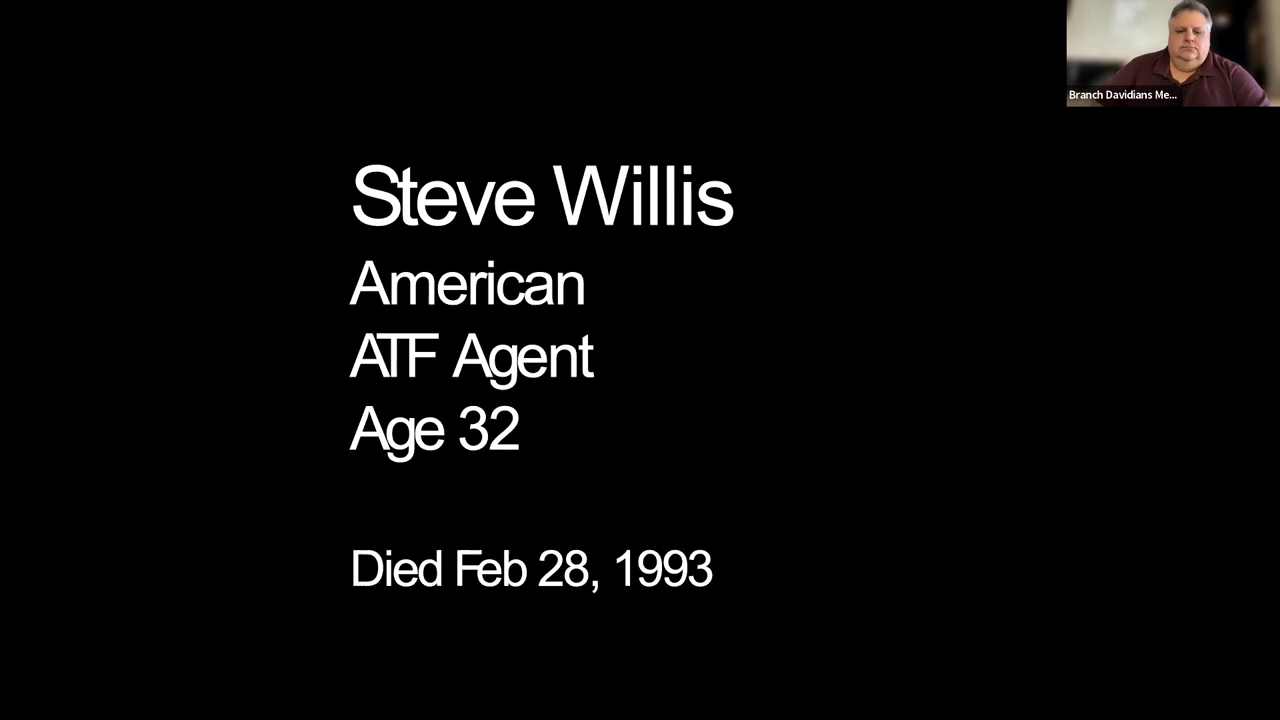 Branch Davidians Me...
Steve Willis
American
ATF Agent
Age 32
Died Feb 28, 1993